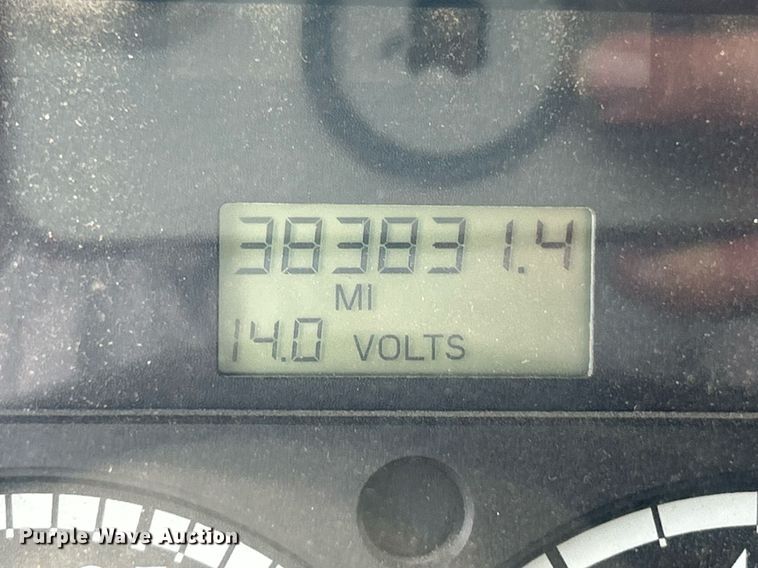 383831.4
MI
14.0 VOLTS
Purple Wave Auction